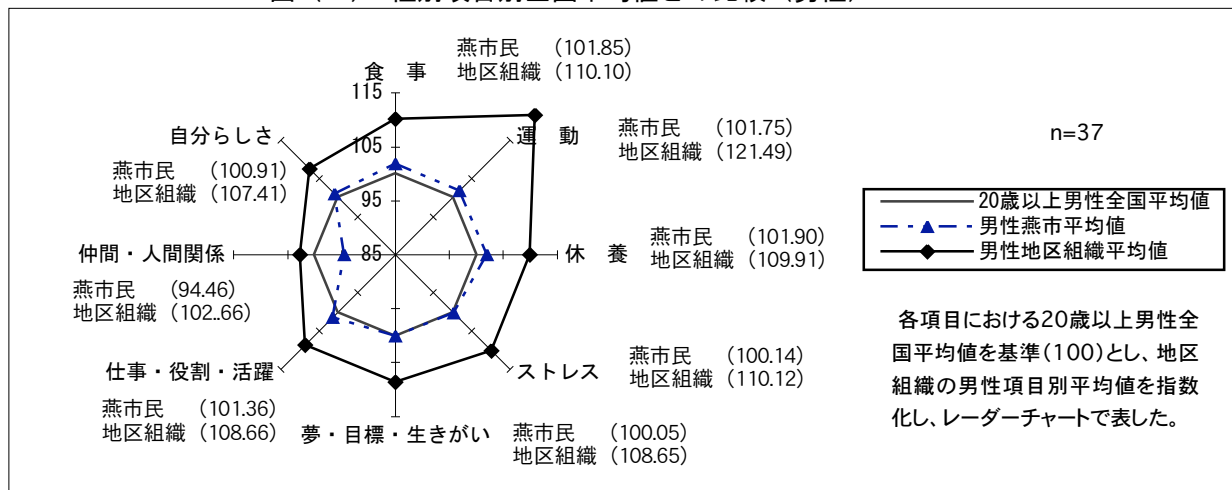 燕市民 (101.85)
地区組織 (110.10)
食 事
115
105
95
85
運 動
燕市民 (101.75)
地区組織 (121.49)
n=37
自分らしさ
燕市民 (100.91)
地区組織 (107.41)
20歳以上男性全国平均値
男性燕市平均値
男性地区組織平均値
仲間・人間関係
燕市民 (94.46)
地区組織 (102..66)
休 養
燕市民 (101.90)
地区組織 (109.91)
各項目における20歳以上男性全
国平均値を基準(100)とし、地区
組織の男性項目別平均値を指数
化し、レーダーチャートで表した。
仕事・役割・活躍
燕市民 (101.36)
地区組織 (108.66)
ストレス
燕市民 (100.14)
地区組織 (110.12)
夢・目標・生きがい
燕市民 (100.05)
地区組織 (108.65)